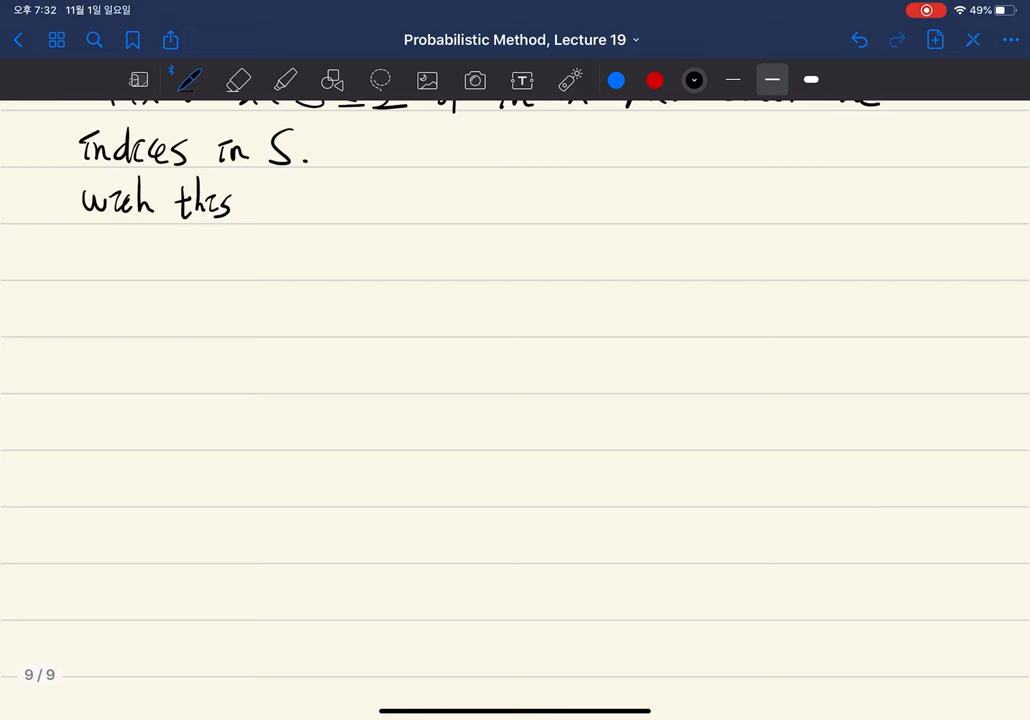 오후 7:32 11월 1일 일요일 49%
Probabilistic Method, Lecture 19
T
indices in S.
with this
9 / 9